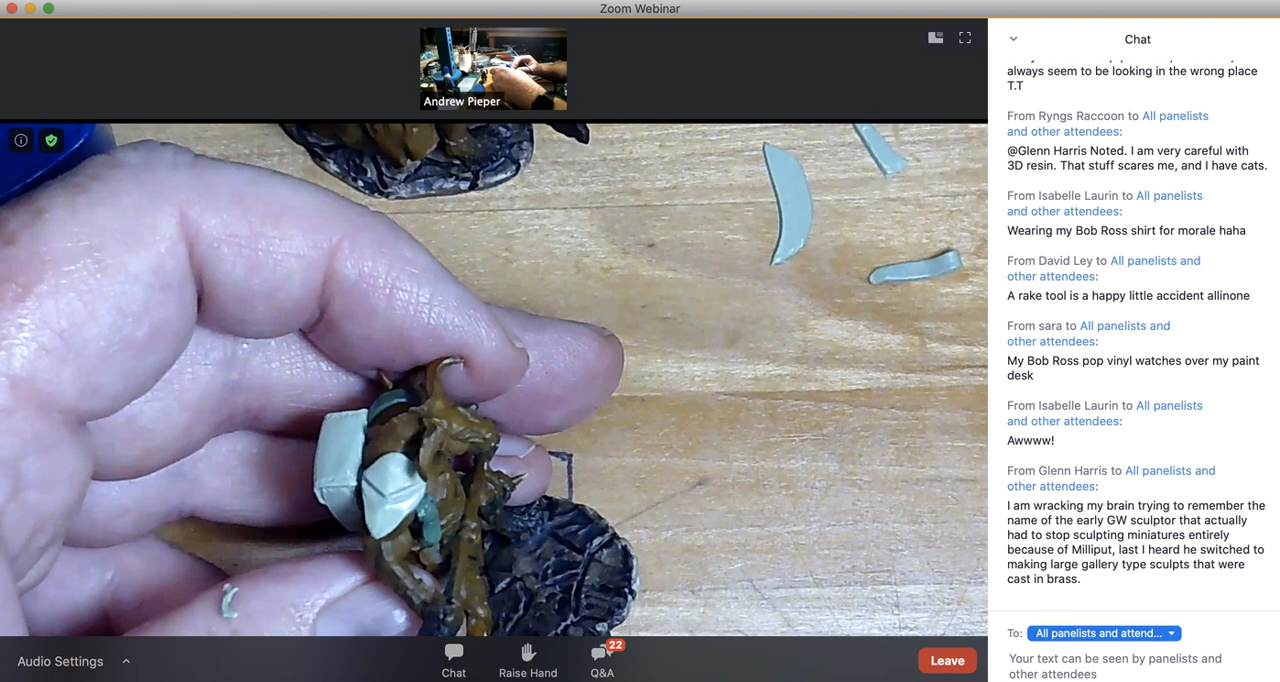 Zoom Webinar
Andrew Pieper
Chat
always seem to be looking in the wrong place
T.T
From Ryngs Raccoon to All panelists
and other attendees:
@Glenn Harris Noted. I am very careful with
3D resin. That stuff scares me, and I have cats.
From Isabelle Laurin to All panelists
and other attendees:
Wearing my Bob Ross shirt for morale haha
From David Ley to All panelists and
other attendees:
A rake tool is a happy little accident allinone
From sara to All panelists and
other attendees:
My Bob Ross pop vinyl watches over my paint
desk
From Isabelle Laurin to All panelists
and other attendees:
Awwww!
From Glenn Harris to All panelists and
other attendees:
I am wracking my brain trying to remember the
name of the early GW sculptor that actually
had to stop sculpting miniatures entirely
because of Milliput, last I heard he switched to
making large gallery type sculpts that were
cast in brass.
To: All panelists and attend...
Your text can be seen by panelists and
other attendees
Audio Settings
Chat
Raise Hand
22
Q&A
Leave